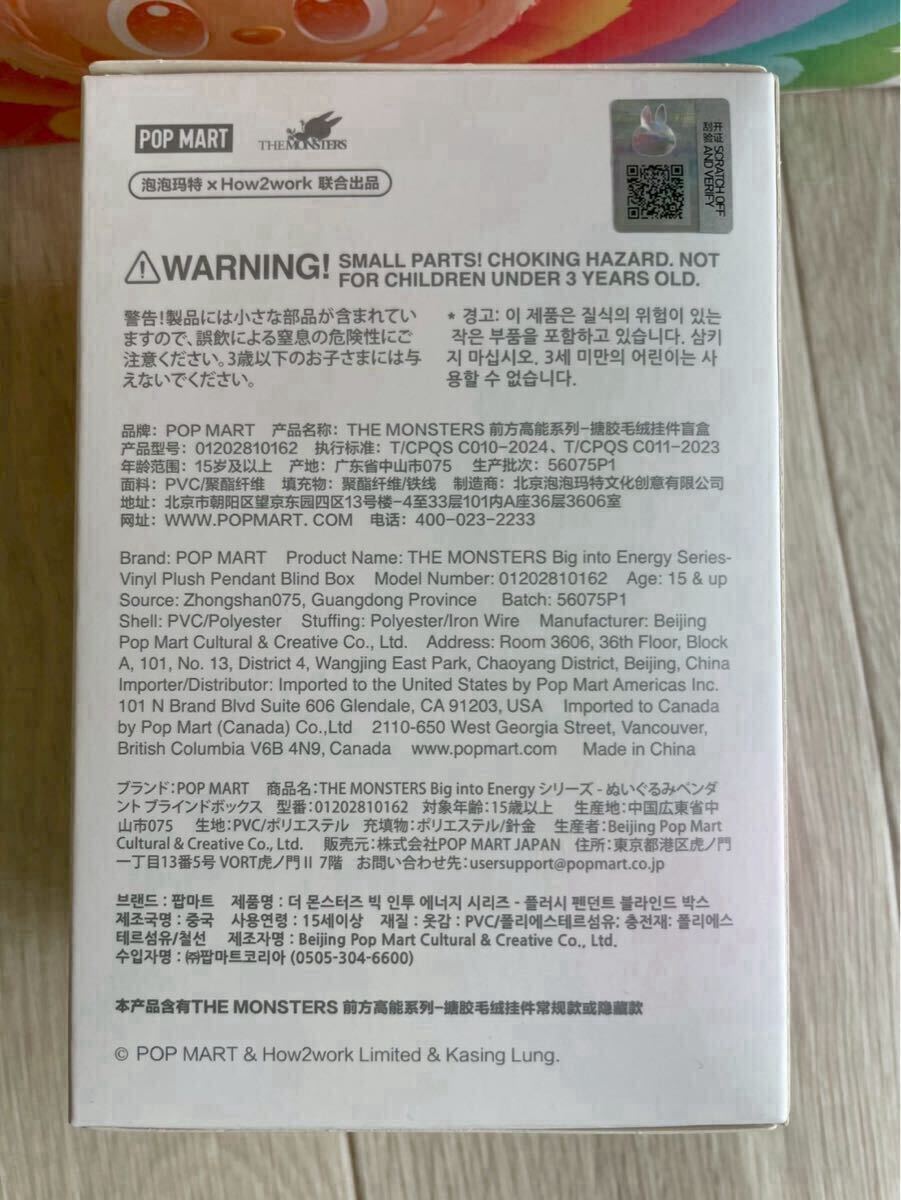 POP MART
THE MONSTERS
泡泡玛特 × How2work 联合出品
开 刮
证 验
SCRATCH OFF
AND VERIFY
WARNING! SMALL PARTS! CHOKING HAZARD. NOT
FOR CHILDREN UNDER 3 YEARS OLD.
警告!製品には小さな部品が含まれてい
ますので、誤飲による窒息の危険性にご
注意ください。3歳以下のお子さまには与
えないでください。
* 경고: 이 제품은 질식의 위험이 있는
작은 부품을 포함하고 있습니다. 삼키
지 마십시오. 3세 미만의 어린이는 사
용할 수 없습니다.
品牌：POP MART 产品名称：THE MONSTERS 前方高能系列-搪胶毛绒挂件盲盒
产品型号：01202810162 执行标准：T/CPQS C010-2024、T/CPQS C011-2023
年龄范围：15岁及以上 产地：广东省中山市075 生产批次：56075P1
面料：PVC/聚酯纤维 填充物：聚酯纤维/铁线 制造商：北京泡泡玛特文化创意有限公司
地址：北京市朝阳区望京东园四区13号楼-4至33层101内A座36层3606室
网址：WWW.POPMART.COM 电话：400-023-2233
Brand: POP MART Product Name: THE MONSTERS Big into Energy Series-
Vinyl Plush Pendant Blind Box Model Number: 01202810162 Age: 15 & up
Source: Zhongshan075, Guangdong Province Batch: 56075P1
Shell: PVC/Polyester Stuffing: Polyester/Iron Wire Manufacturer: Beijing
Pop Mart Cultural & Creative Co., Ltd. Address: Room 3606, 36th Floor, Block
A, 101, No. 13, District 4, Wangjing East Park, Chaoyang District, Beijing, China
Importer/Distributor: Imported to the United States by Pop Mart Americas Inc.
101 N Brand Blvd Suite 606 Glendale, CA 91203, USA Imported to Canada
by Pop Mart (Canada) Co.,Ltd 2110-650 West Georgia Street, Vancouver,
British Columbia V6B 4N9, Canada www.popmart.com Made in China
ブランド：POP MART 商品名：THE MONSTERS Big into Energy シリーズ - ぬいぐるみペンダ
ント ブラインドボックス 型番：01202810162 対象年齢：15歳以上 生産地：中国広東省中
山市075 生地：PVC/ポリエステル 充填物：ポリエステル/針金 生産者：Beijing Pop Mart
Cultural & Creative Co., Ltd. 販売元：株式会社POP MART JAPAN 住所：東京都港区虎ノ門
一丁目13番5号 VORT虎ノ門Ⅱ 7階 お問い合わせ先：usersupport@popmart.co.jp
브랜드 : 팝마트 제품명 : 더 몬스터즈 빅 인투 에너지 시리즈 - 플러시 펜던트 블라인드 박스
제조국명 : 중국 사용연령 : 15세이상 재질 : 옷감 : PVC/폴리에스테르섬유; 충전재: 폴리에스
테르섬유/철선 제조자명 : Beijing Pop Mart Cultural & Creative Co., Ltd.
수입자명 : ㈜팝마트코리아 (0505-304-6600)
本产品含有THE MONSTERS 前方高能系列-搪胶毛绒挂件常规款或隐藏款
© POP MART & How2work Limited & Kasing Lung.